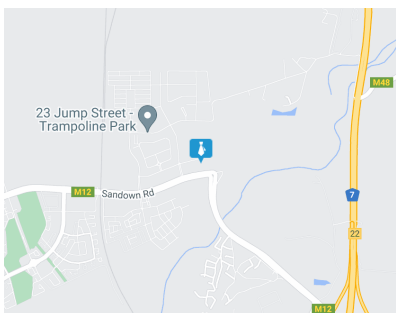 M48
23 Jump Street -
Trampoline Park
7
M12
Sandown Rd
22
M12